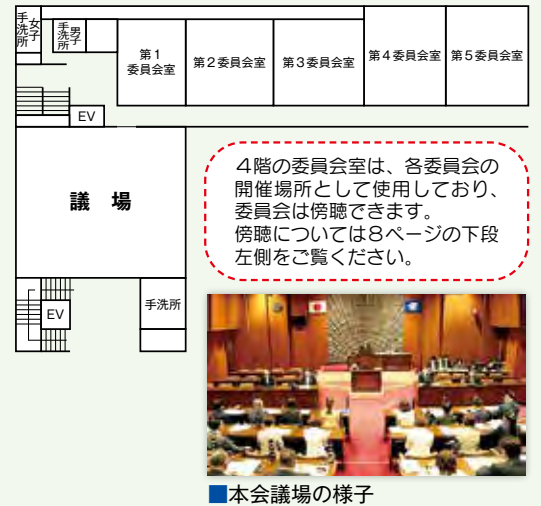 女子
手洗所
男子
手洗所
第1
委員会室
第2委員会室
第3委員会室
第4委員会室
第5委員会室
EV
議場
4階の委員会室は、各委員会の
開催場所として使用しており、
委員会は傍聴できます。
傍聴については8ページの下段
左側をご覧ください。
EV
手洗所
■本会議場の様子